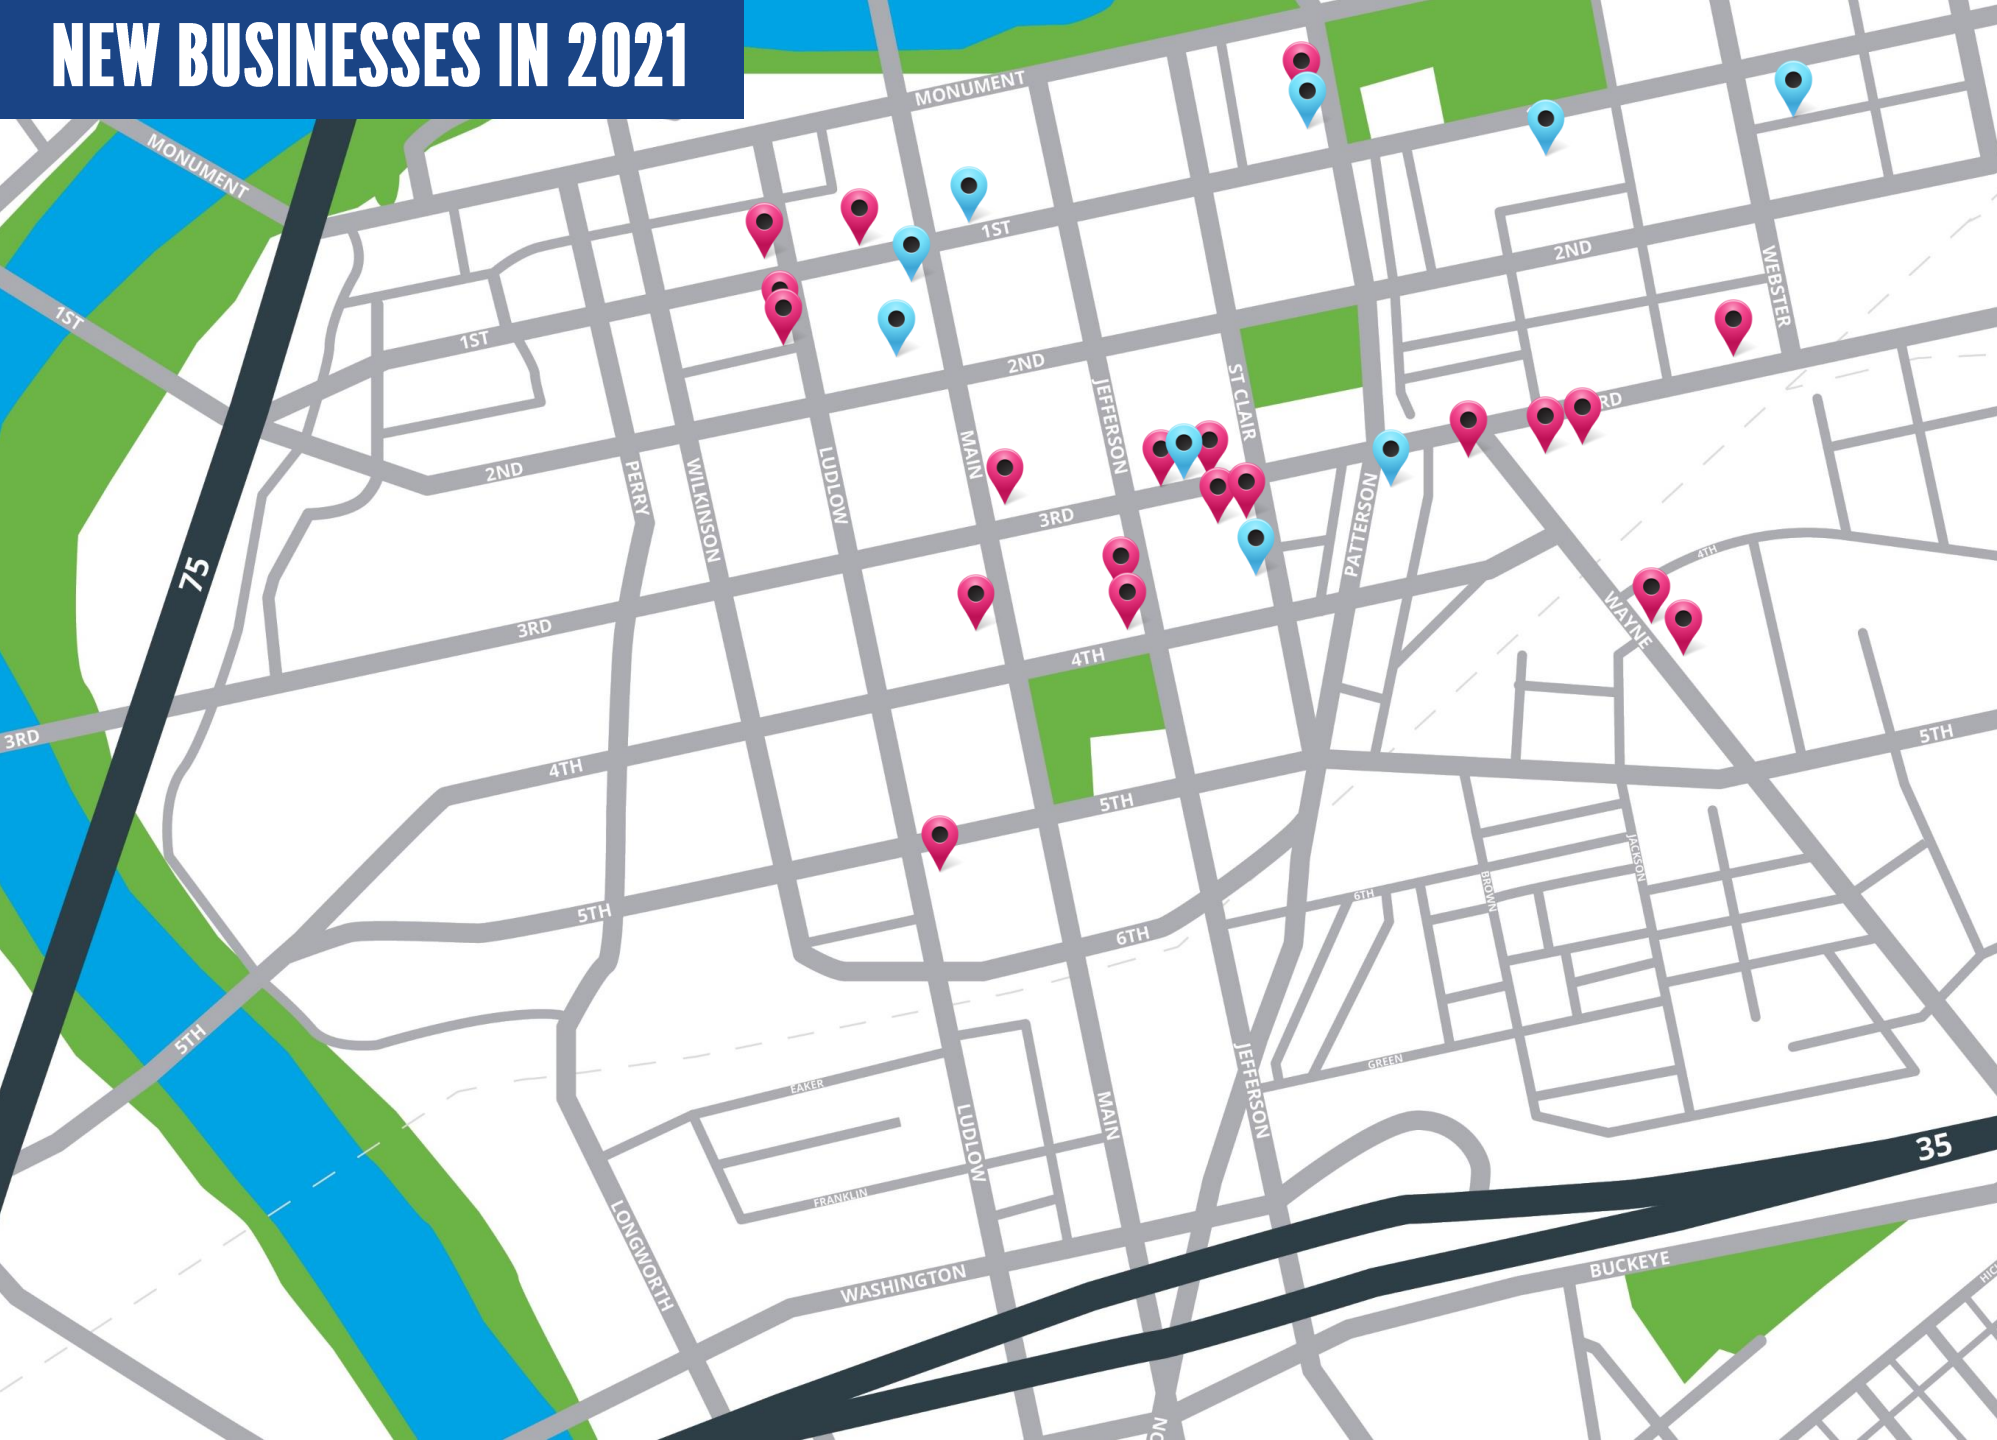 NEW BUSINESSES IN 2021
MONUMENT
MONUMENT
1ST
2ND
WEBSTER
1ST
1ST
2ND
JEFFERSON
ST CLAIR
RD
MAIN
2ND
PERRY
WILKINSON
LUDLOW
3RD
PATTERSON
4TH
75
WAYNE
3RD
4TH
3RD
5TH
4TH
5TH
JACKSON
BROWN
6TH
5TH
6TH
5TH
JEFFERSON
GREEN
EAKER
MAIN
LUDLOW
35
FRANKLIN
LONGWORTH
BUCKEYE
WASHINGTON
HIC
ON